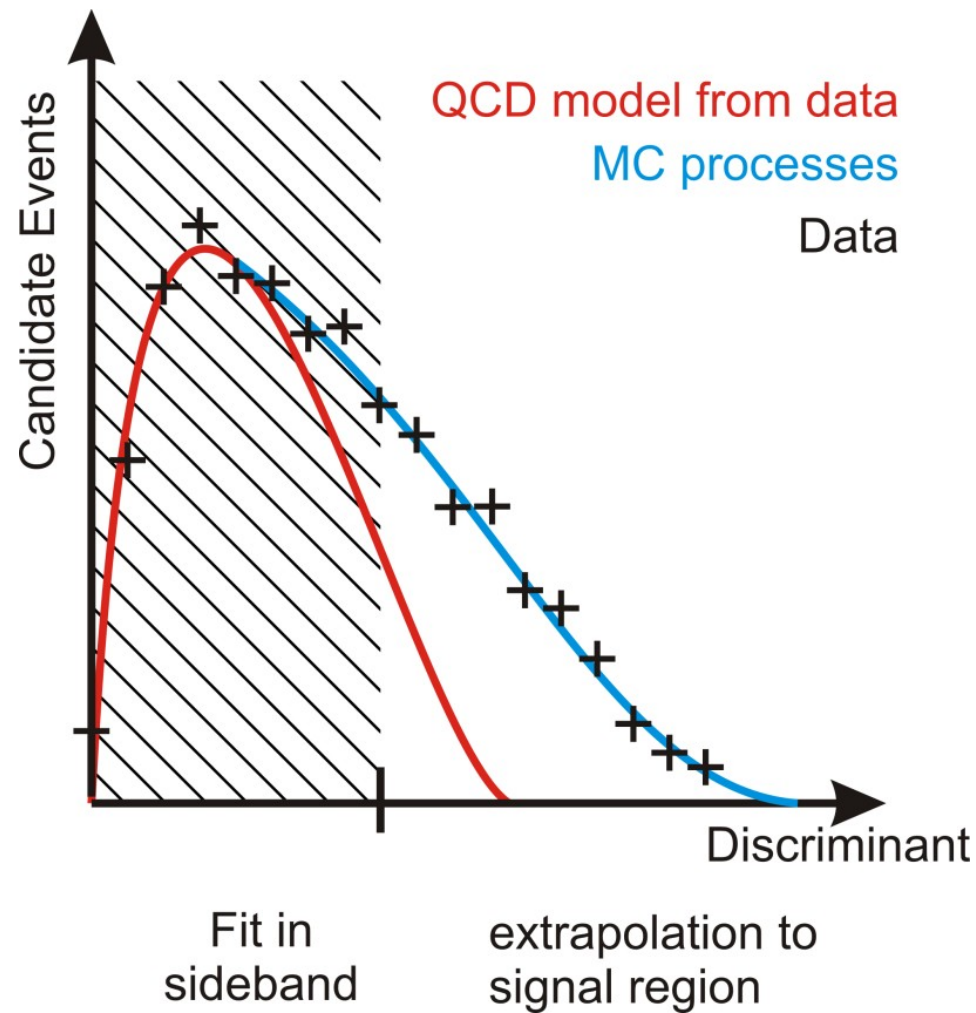 Candidate Events
QCD model from data
MC processes
Data
Discriminant
Fit in
sideband
extrapolation to
signal region